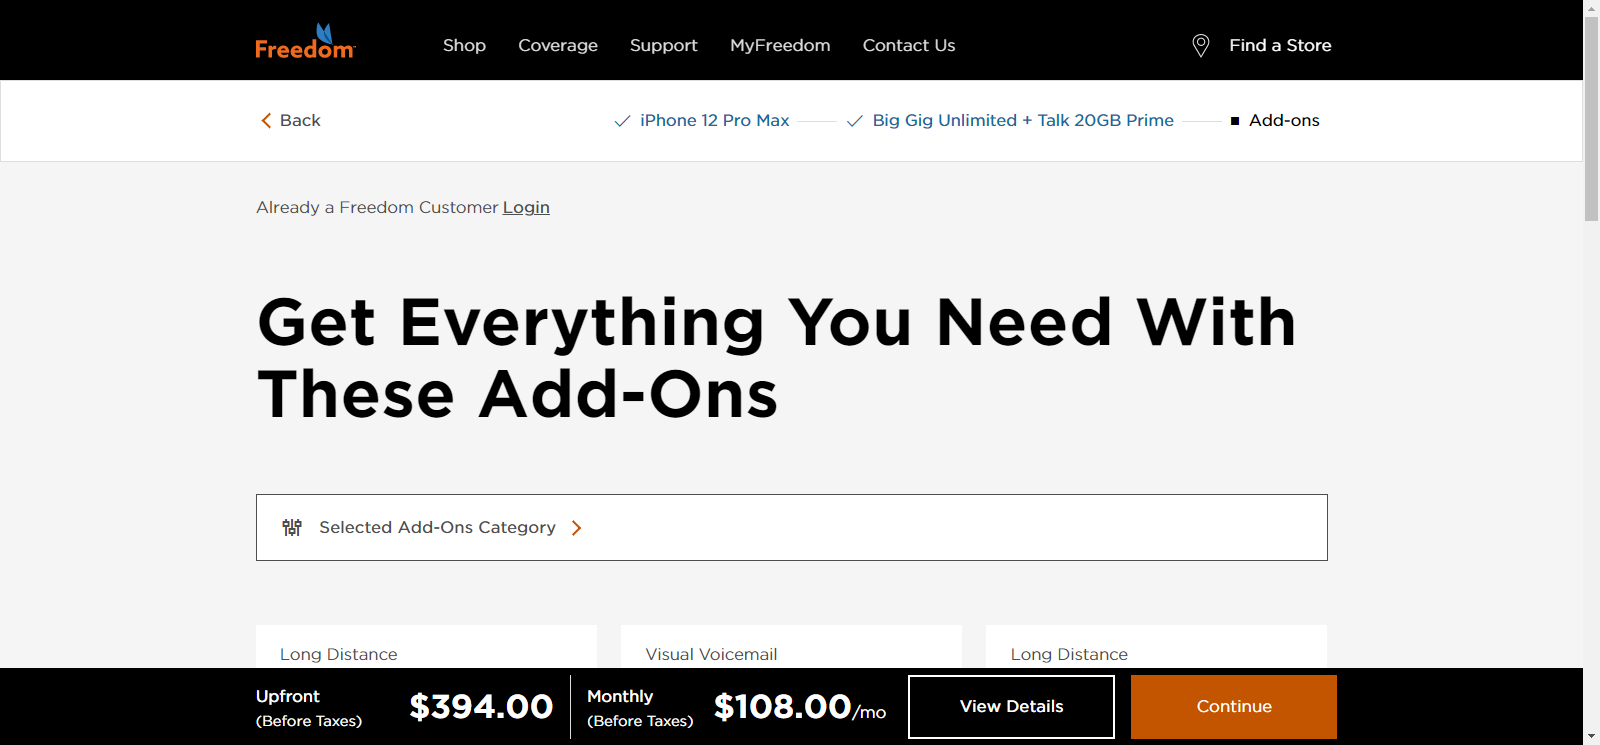 Freedom
Shop
Coverage
Support
MyFreedom
Contact Us
Find a Store
Back
iPhone 12 Pro Max
Big Gig Unlimited + Talk 20GB Prime
Add-ons
Already a Freedom Customer Login
Get Everything You Need With
These Add-Ons
Selected Add-Ons Category
Long Distance
Visual Voicemail
Long Distance
Upfront
(Before Taxes)
$394.00
Monthly
(Before Taxes)
$108.00/mo
View Details
Continue